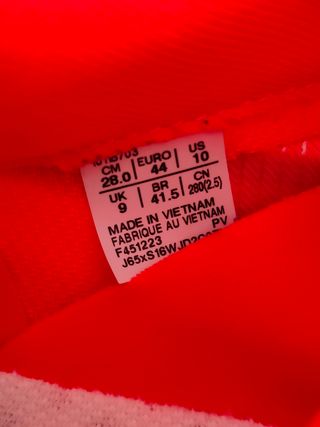 CM EURO US
28.0 44 10
UK BR CN
9 41.5 280(2.5)
MADE IN VIETNAM
FABRIQUE AU VIETNAM
F451223 PV